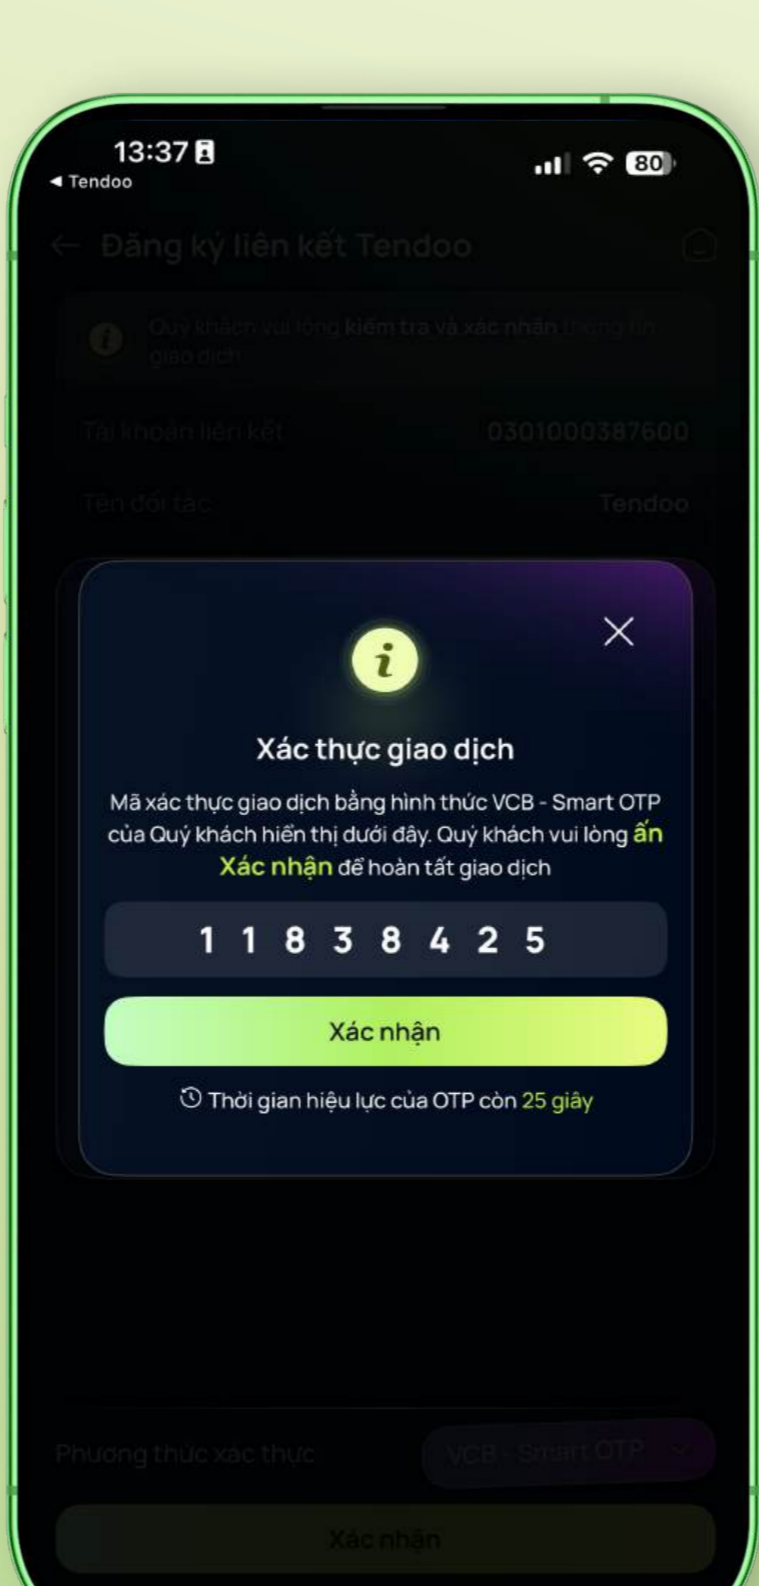 13:37
80
◀ Tendoo
← Đăng ký liên kết Tendoo
Quý khách vui lòng kiểm tra và xác nhận thông tin
giao dịch
Tài khoản liên kết 0301000387600
Tên đối tác Tendoo
Xác thực giao dịch
Mã xác thực giao dịch bằng hình thức VCB - Smart OTP
của Quý khách hiển thị dưới đây. Quý khách vui lòng ấn
Xác nhận để hoàn tất giao dịch
1 1 8 3 8 4 2 5
Xác nhận
Thời gian hiệu lực của OTP còn 25 giây
Phương thức xác thực VCB - Smart OTP
Xác nhận